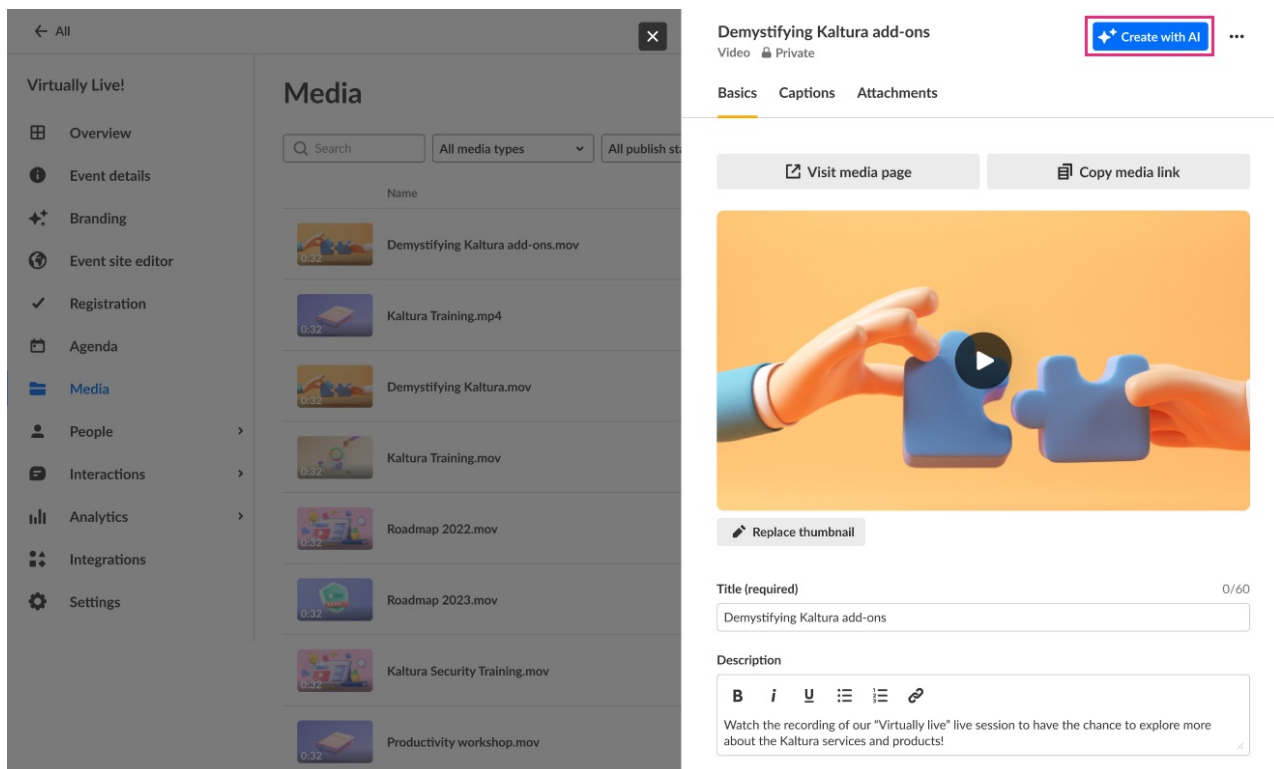 All
Virtually Live!
Overview
Event details
Branding
Event site editor
Registration
Agenda
Media
People
Interactions
Analytics
Integrations
Settings
Media
Search
All media types
All publish sta
Name
0:32
Demystifying Kaltura add-ons.mov
0:32
Kaltura Training.mp4
0:32
Demystifying Kaltura.mov
0:32
Kaltura Training.mov
0:32
Roadmap 2022.mov
0:32
Roadmap 2023.mov
0:32
Kaltura Security Training.mov
0:32
Productivity workshop.mov
Demystifying Kaltura add-ons
Create with AI
Video Private
Basics Captions Attachments
Visit media page
Copy media link
Replace thumbnail
Title (required) 0/60
Demystifying Kaltura add-ons
Description
B i U
Watch the recording of our “Virtually live” live session to have the chance to explore more
about the Kaltura services and products!